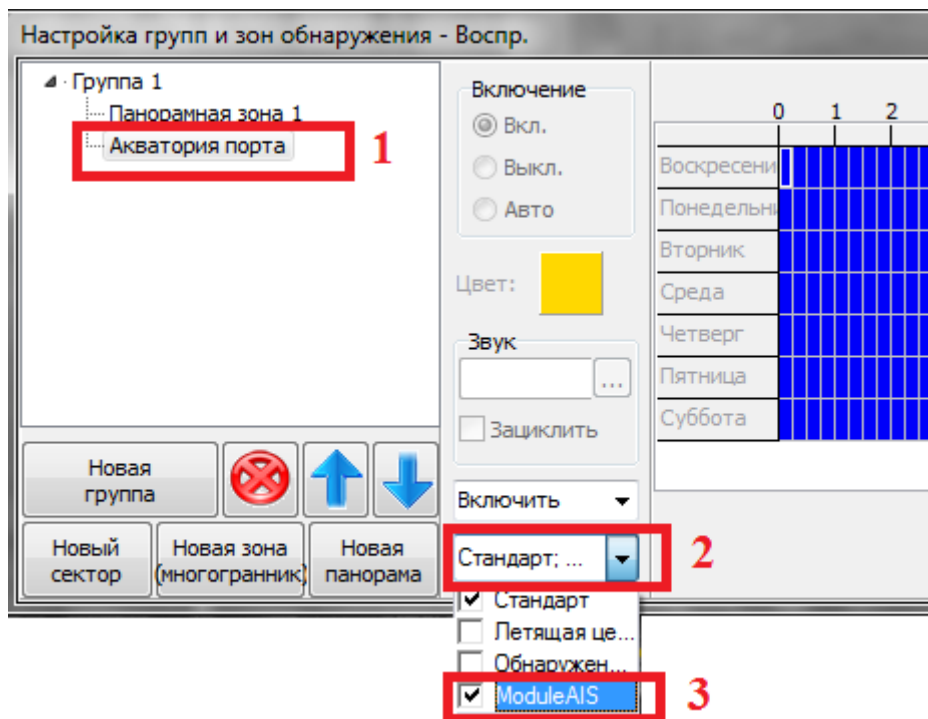 Настройка групп и зон обнаружения - Воспр.
Группа 1
Панорамная зона 1
Акватория порта
1
Новая
группа
Новый
сектор
Новая зона
(многогранник)
Новая
панорама
Включение
Вкл.
Выкл.
Авто
Цвет:
Звук
...
Зациклить
Включить
Стандарт; ...
2
Стандарт
Летящая це...
Обнаружен...
ModuleAIS
3
0 1 2
Воскресени
Понедельни
Вторник
Среда
Четверг
Пятница
Суббота